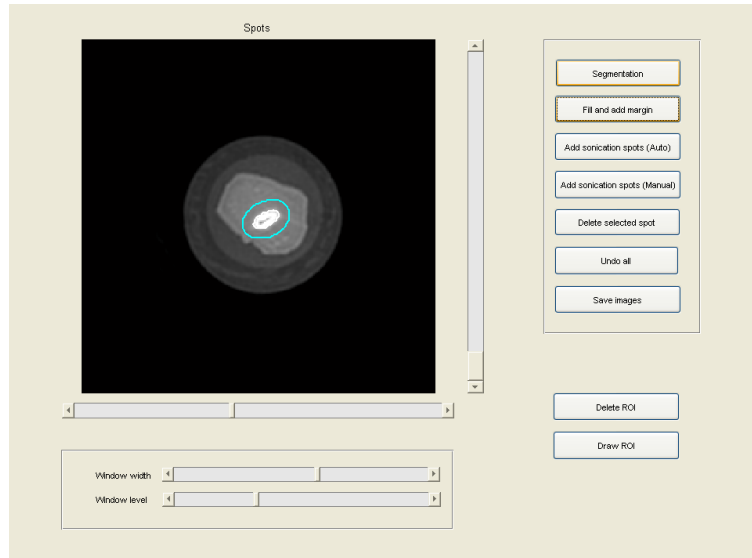 Spots
Segmentation
Fill and add margin
Add sonication spots (Auto)
Add sonication spots (Manual)
Delete selected spot
Undo all
Save images
Delete ROI
Draw ROI
Window width
Window level